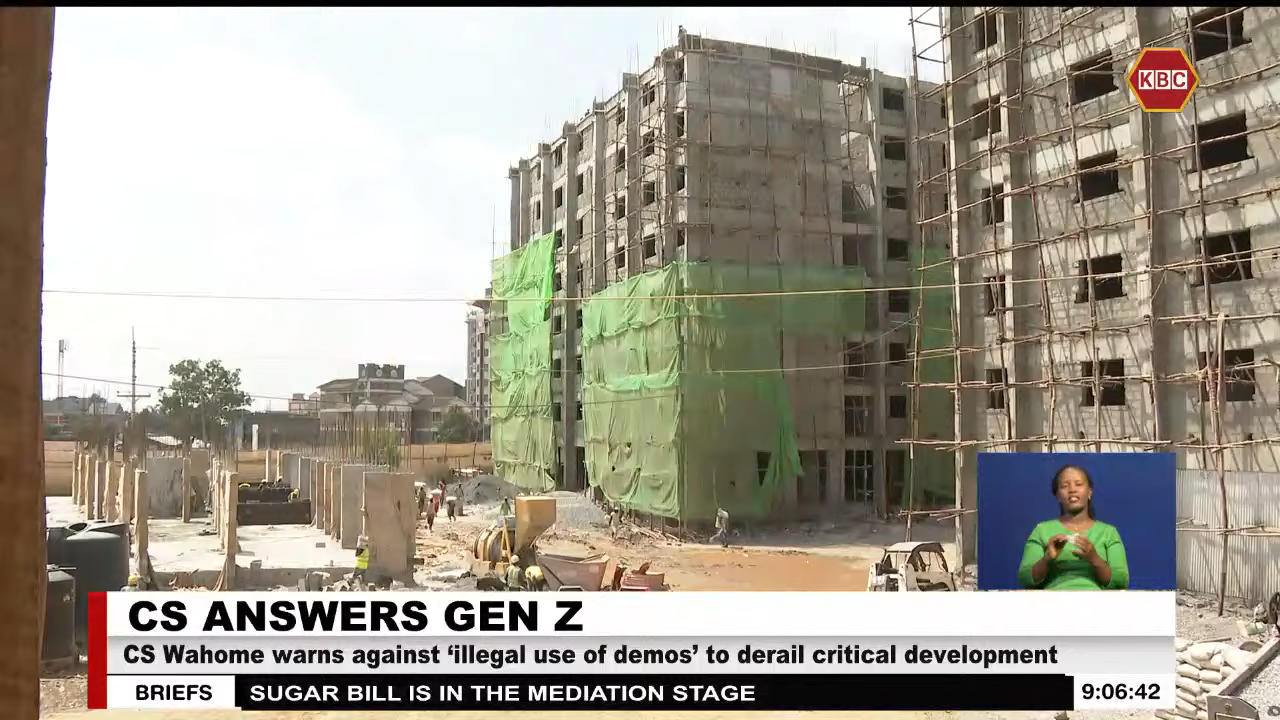 KBC
CS ANSWERS GEN Z
CS Wahome warns against ‘illegal use of demos’ to derail critical development
BRIEFS
SUGAR BILL IS IN THE MEDIATION STAGE
9:06:42